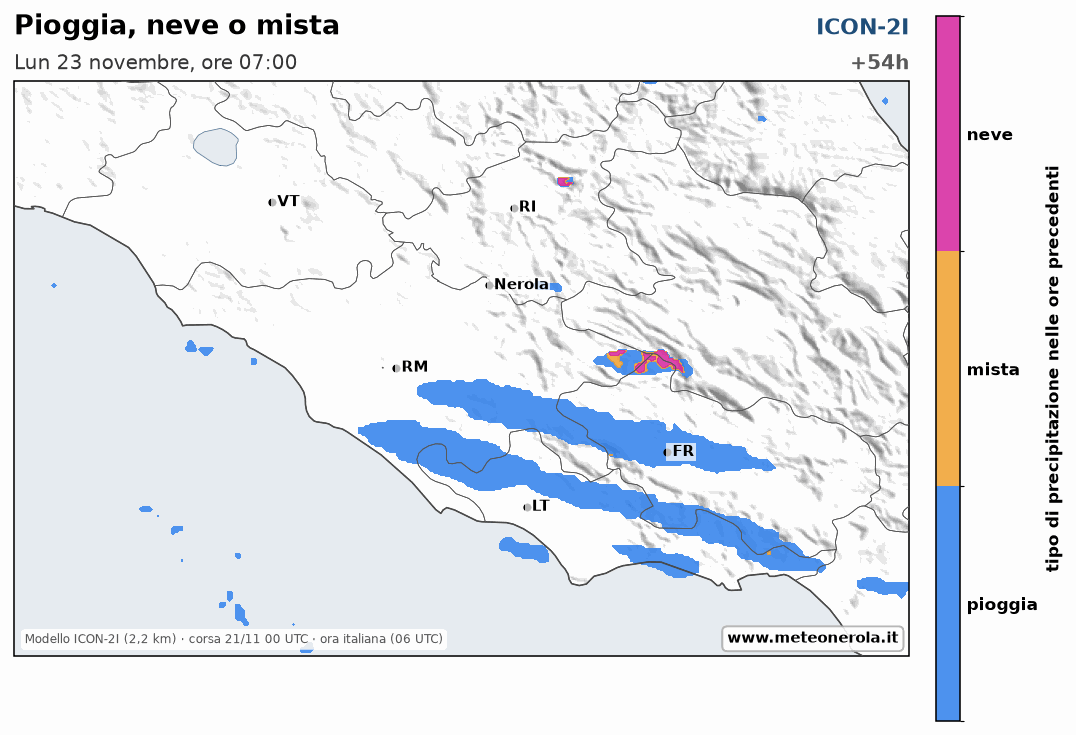 Pioggia, neve o mista
ICON-2I
Lun 23 novembre, ore 07:00
+54h
neve
mista
pioggia
tipo di precipitazione nelle ore precedenti
VT
RI
Nerola
RM
FR
LT
Modello ICON-2I (2,2 km) · corsa 21/11 00 UTC · ora italiana (06 UTC)
www.meteonerola.it